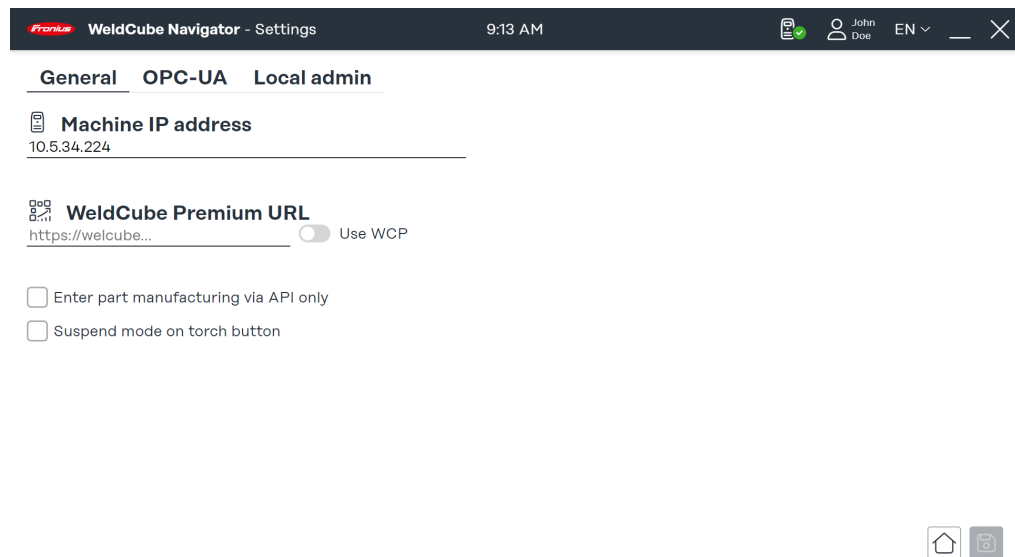 Fronius WeldCube Navigator - Settings 9:13 AM John Doe EN
General OPC-UA Local admin
Machine IP address
10.5.34.224
WeldCube Premium URL
https://welcube... Use WCP
Enter part manufacturing via API only
Suspend mode on torch button